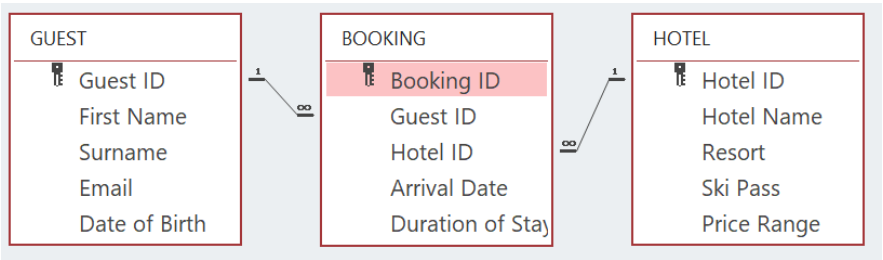 GUEST
Guest ID
First Name
Surname
Email
Date of Birth
1
∞
BOOKING
Booking ID
Guest ID
Hotel ID
Arrival Date
Duration of Stay
1
∞
HOTEL
Hotel ID
Hotel Name
Resort
Ski Pass
Price Range